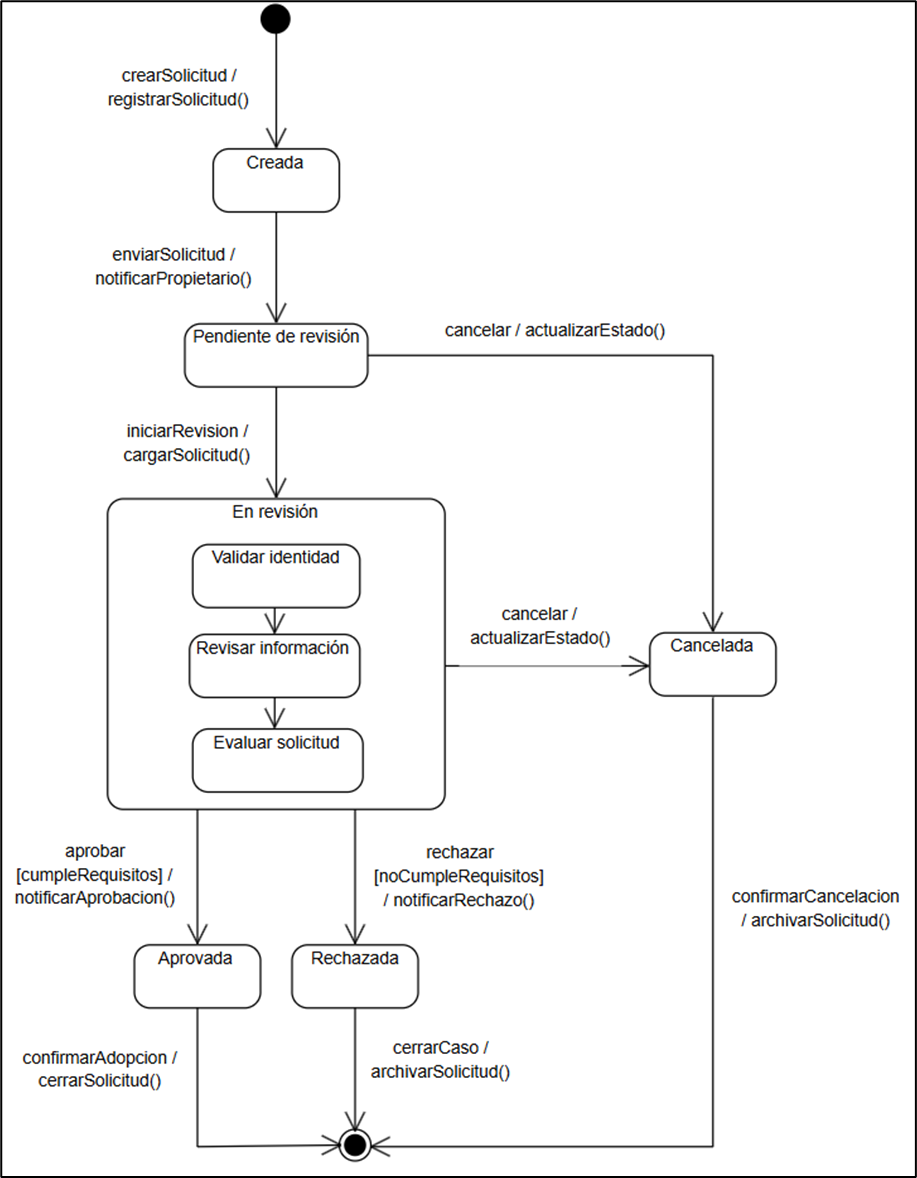 crearSolicitud /
registrarSolicitud()
Creada
enviarSolicitud /
notificarPropietario()
Pendiente de revisión
cancelar / actualizarEstado()
iniciarRevision /
cargarSolicitud()
En revisión
Validar identidad
Revisar información
Evaluar solicitud
cancelar /
actualizarEstado()
Cancelada
aprobar
[cumpleRequisitos] /
notificarAprobacion()
rechazar
[noCumpleRequisitos]
/ notificarRechazo()
confirmarCancelacion
/ archivarSolicitud()
Aprovada
Rechazada
confirmarAdopcion /
cerrarSolicitud()
cerrarCaso /
archivarSolicitud()